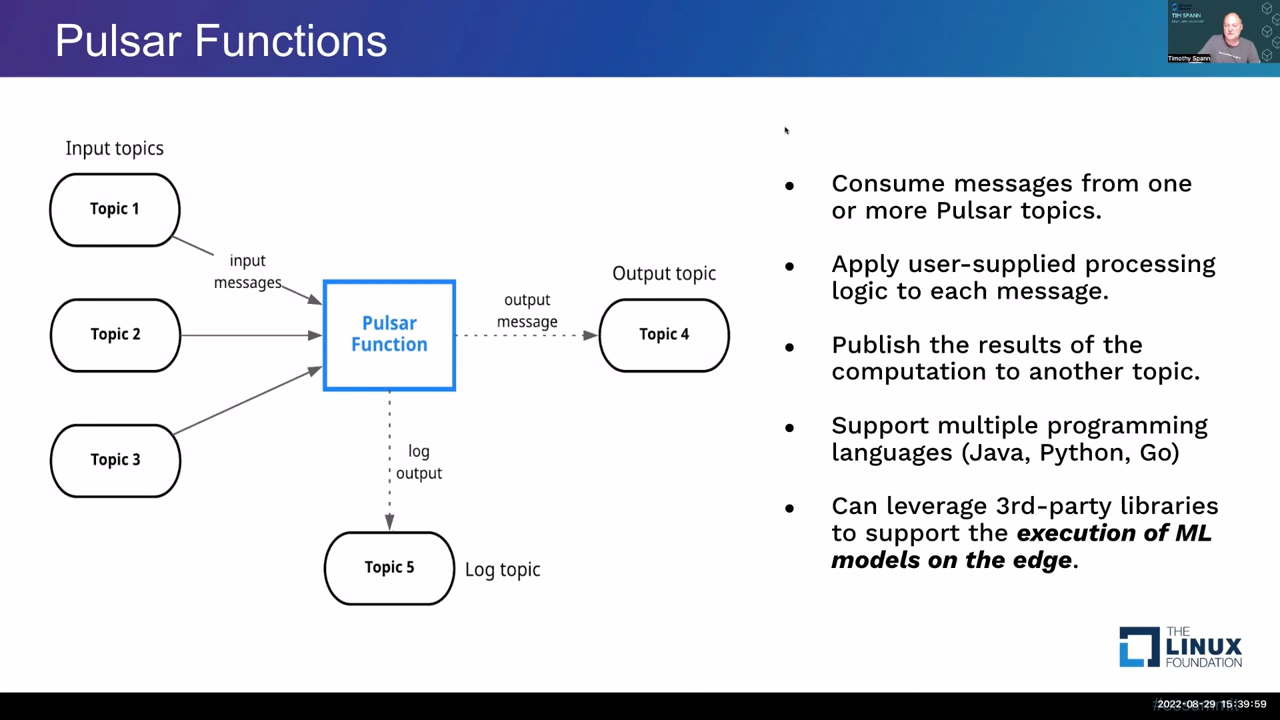 Pulsar Functions
TIM SPANN
Timothy Spann
Input topics
Topic 1
input
messages
Topic 2
Pulsar
Function
output
message
Output topic
Topic 4
Topic 3
log
output
Topic 5
Log topic
● Consume messages from one
or more Pulsar topics.
● Apply user-supplied processing
logic to each message.
● Publish the results of the
computation to another topic.
● Support multiple programming
languages (Java, Python, Go)
● Can leverage 3rd-party libraries
to support the execution of ML
models on the edge.
THE
LINUX
FOUNDATION
2022-08-29 15:39:59